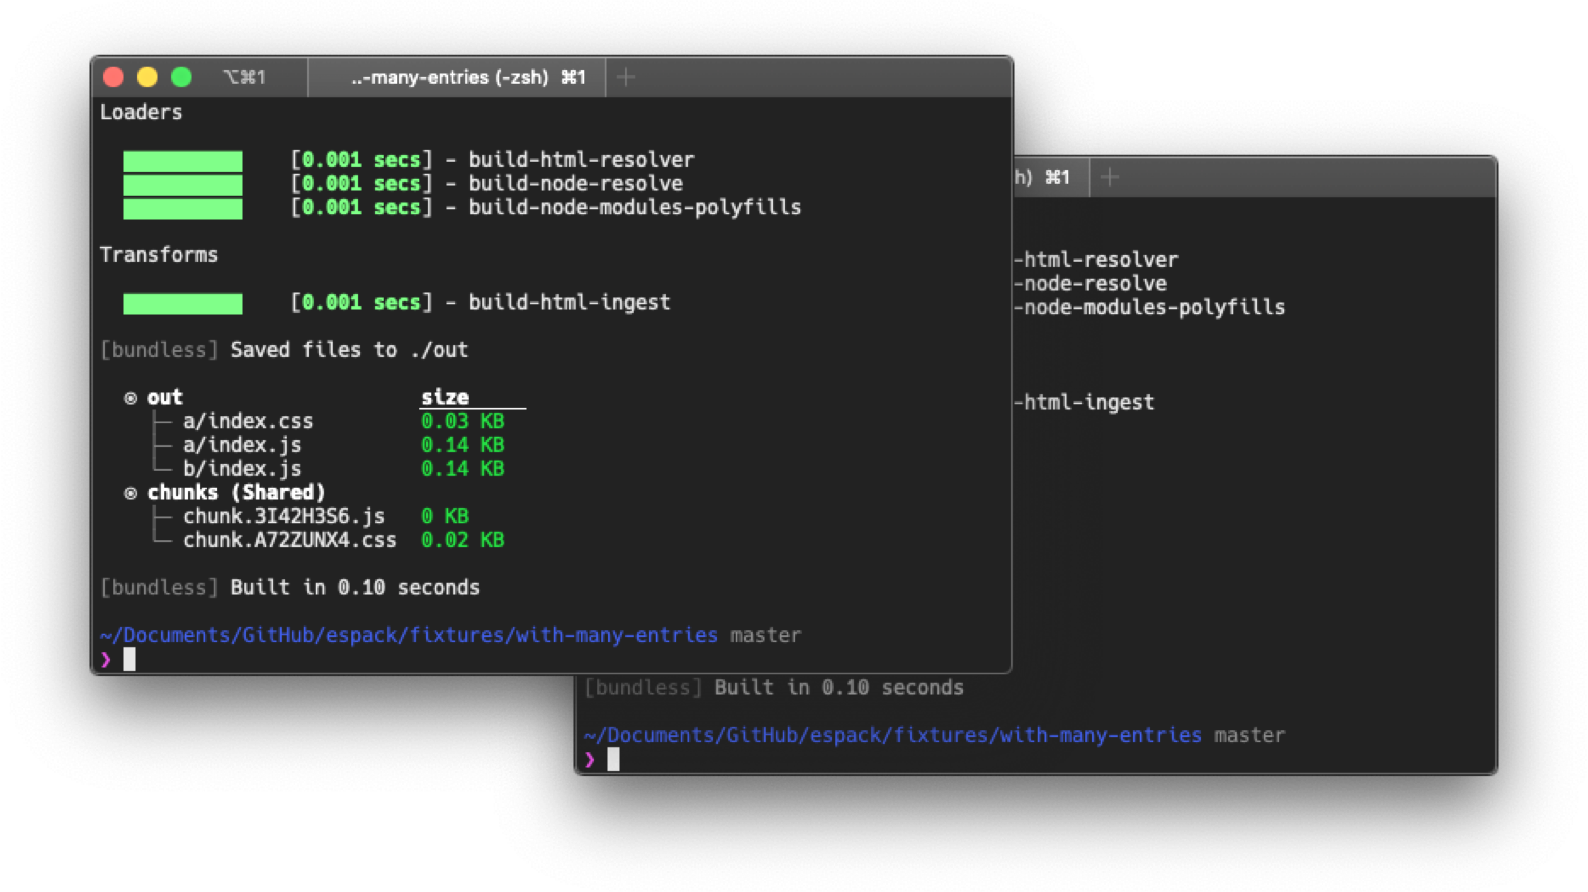 ⌥⌘1 ..-many-entries (-zsh) ⌘1 +
Loaders
[0.001 secs] - build-html-resolver
[0.001 secs] - build-node-resolve
[0.001 secs] - build-node-modules-polyfills
Transforms
[0.001 secs] - build-html-ingest
[bundless] Saved files to ./out
out size
a/index.css 0.03 KB
a/index.js 0.14 KB
b/index.js 0.14 KB
chunks (Shared)
chunk.3I42H3S6.js 0 KB
chunk.A72ZUNX4.css 0.02 KB
[bundless] Built in 0.10 seconds
~/Documents/GitHub/espack/fixtures/with-many-entries master
❯
h) ⌘1 +
-html-resolver
-node-resolve
-node-modules-polyfills
-html-ingest
[bundless] Built in 0.10 seconds
~/Documents/GitHub/espack/fixtures/with-many-entries master
❯